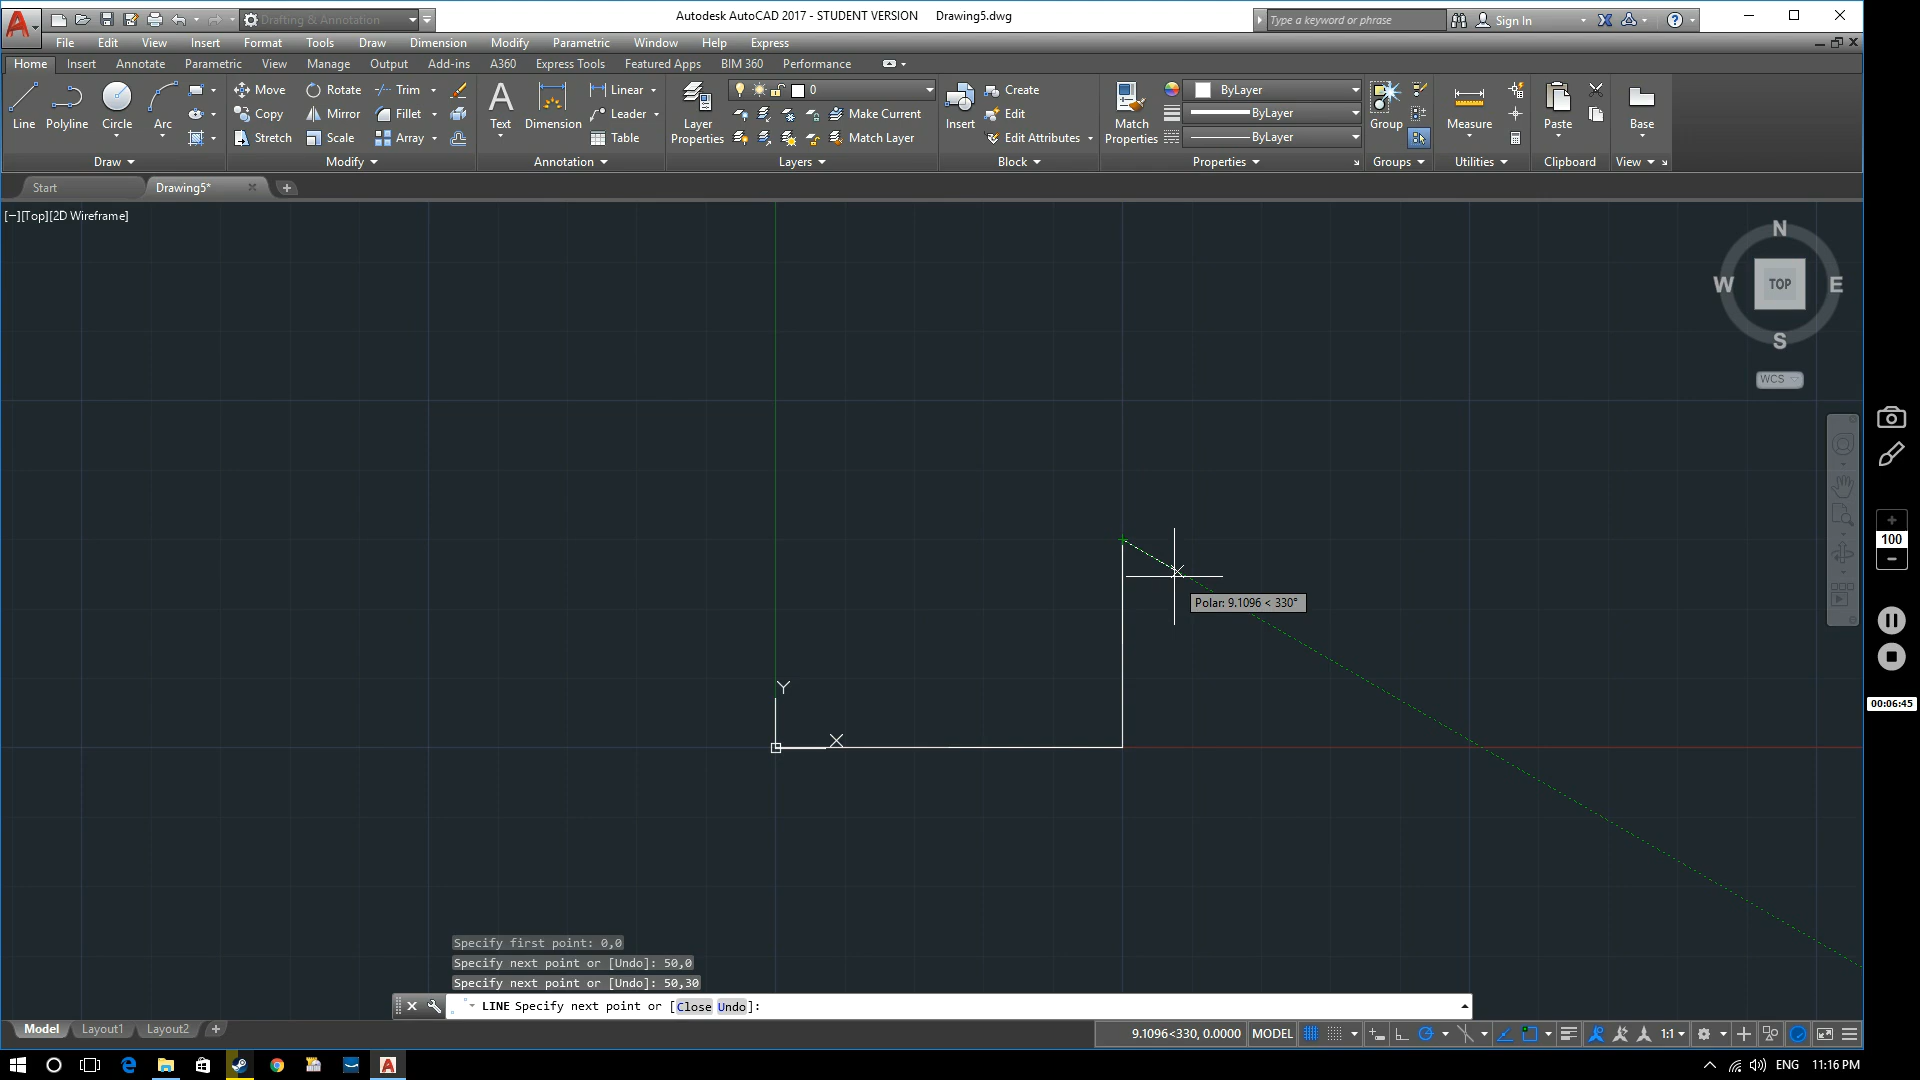 Drafting & Annotation
Autodesk AutoCAD 2017 - STUDENT VERSION Drawing5.dwg
Type a keyword or phrase
Sign In
File Edit View Insert Format Tools Draw Dimension Modify Parametric Window Help Express
Home Insert Annotate Parametric View Manage Output Add-ins A360 Express Tools Featured Apps BIM 360 Performance
Line Polyline Circle Arc
Move Rotate Trim
Copy Mirror Fillet
Stretch Scale Array
Text Dimension
Linear
Leader
Table
Layer Properties
0
Make Current
Match Layer
Insert
Create
Edit
Edit Attributes
Match Properties
ByLayer
ByLayer
ByLayer
Group
Measure
Paste
Base
Draw Modify Annotation Layers Block Properties Groups Utilities Clipboard View
Start Drawing5*
[−][Top][2D Wireframe]
N
W TOP E
S
WCS
100
00:06:45
Polar: 9.1096 < 330°
Y
X
Specify first point: 0,0
Specify next point or [Undo]: 50,0
Specify next point or [Undo]: 50,30
LINE Specify next point or [Close Undo]:
Model Layout1 Layout2
9.1096<330, 0.0000 MODEL
1:1
ENG 11:16 PM